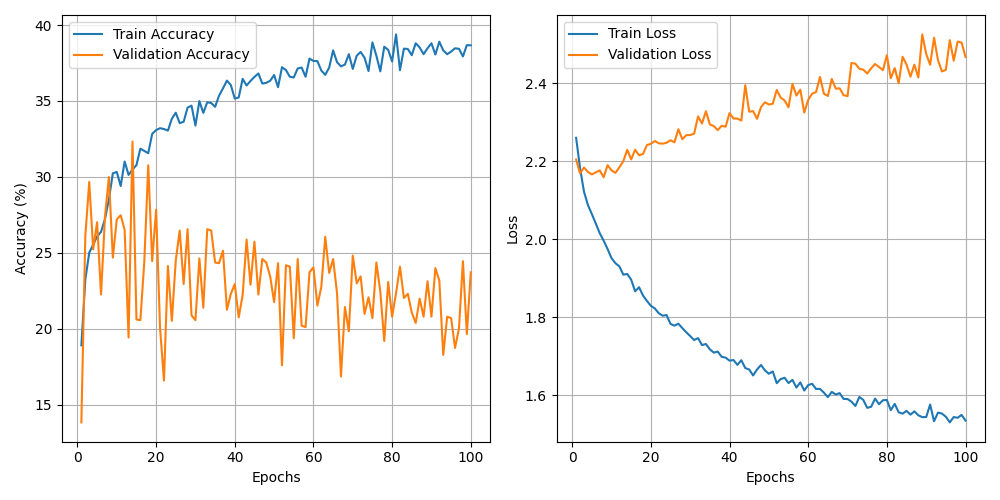 Train Accuracy
Validation Accuracy
Accuracy (%)
40
35
30
25
20
15
0 20 40 60 80 100
Epochs
Train Loss
Validation Loss
Loss
2.4
2.2
2.0
1.8
1.6
0 20 40 60 80 100
Epochs